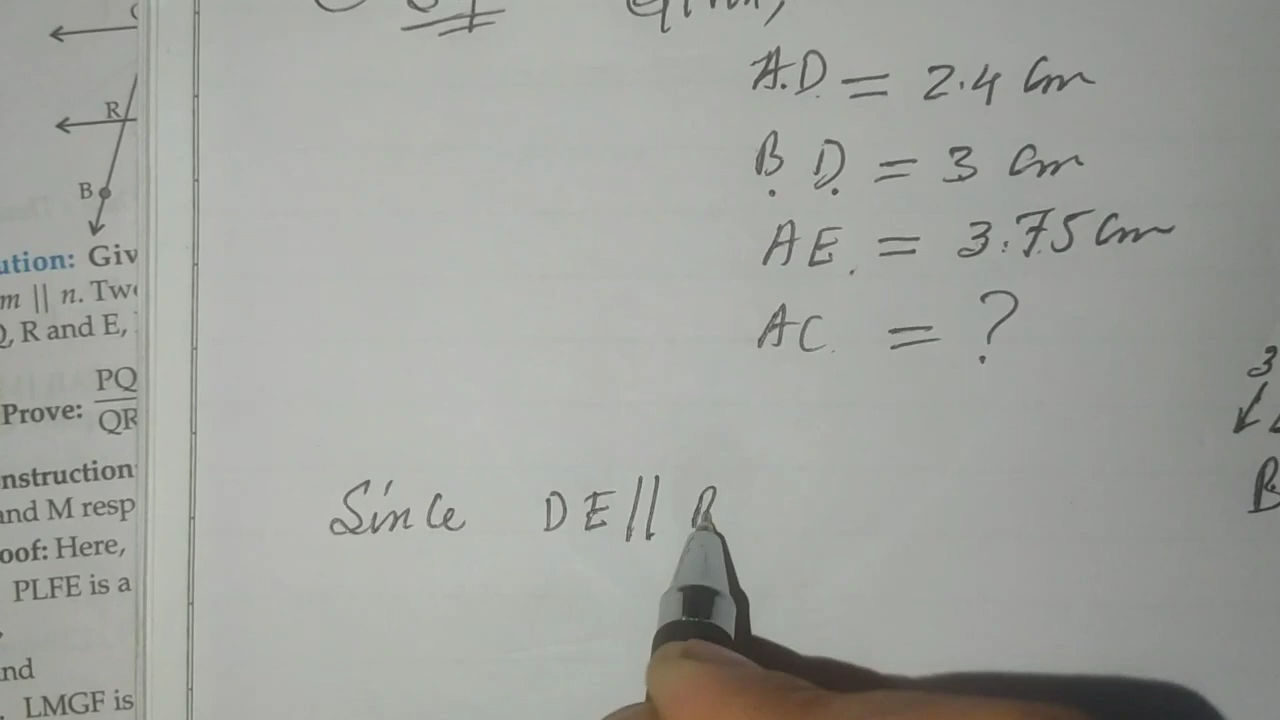 R
B
ution: Giv
m || n. Tw
Q, R and E,
Prove: PQ
QR
nstruction
and M resp
oof: Here,
PLFE is a
nd
LMGF is
A.D. = 2.4 cm
B D = 3 cm
AE. = 3.75 cm
AC. = ?
Since DE || B
3
B